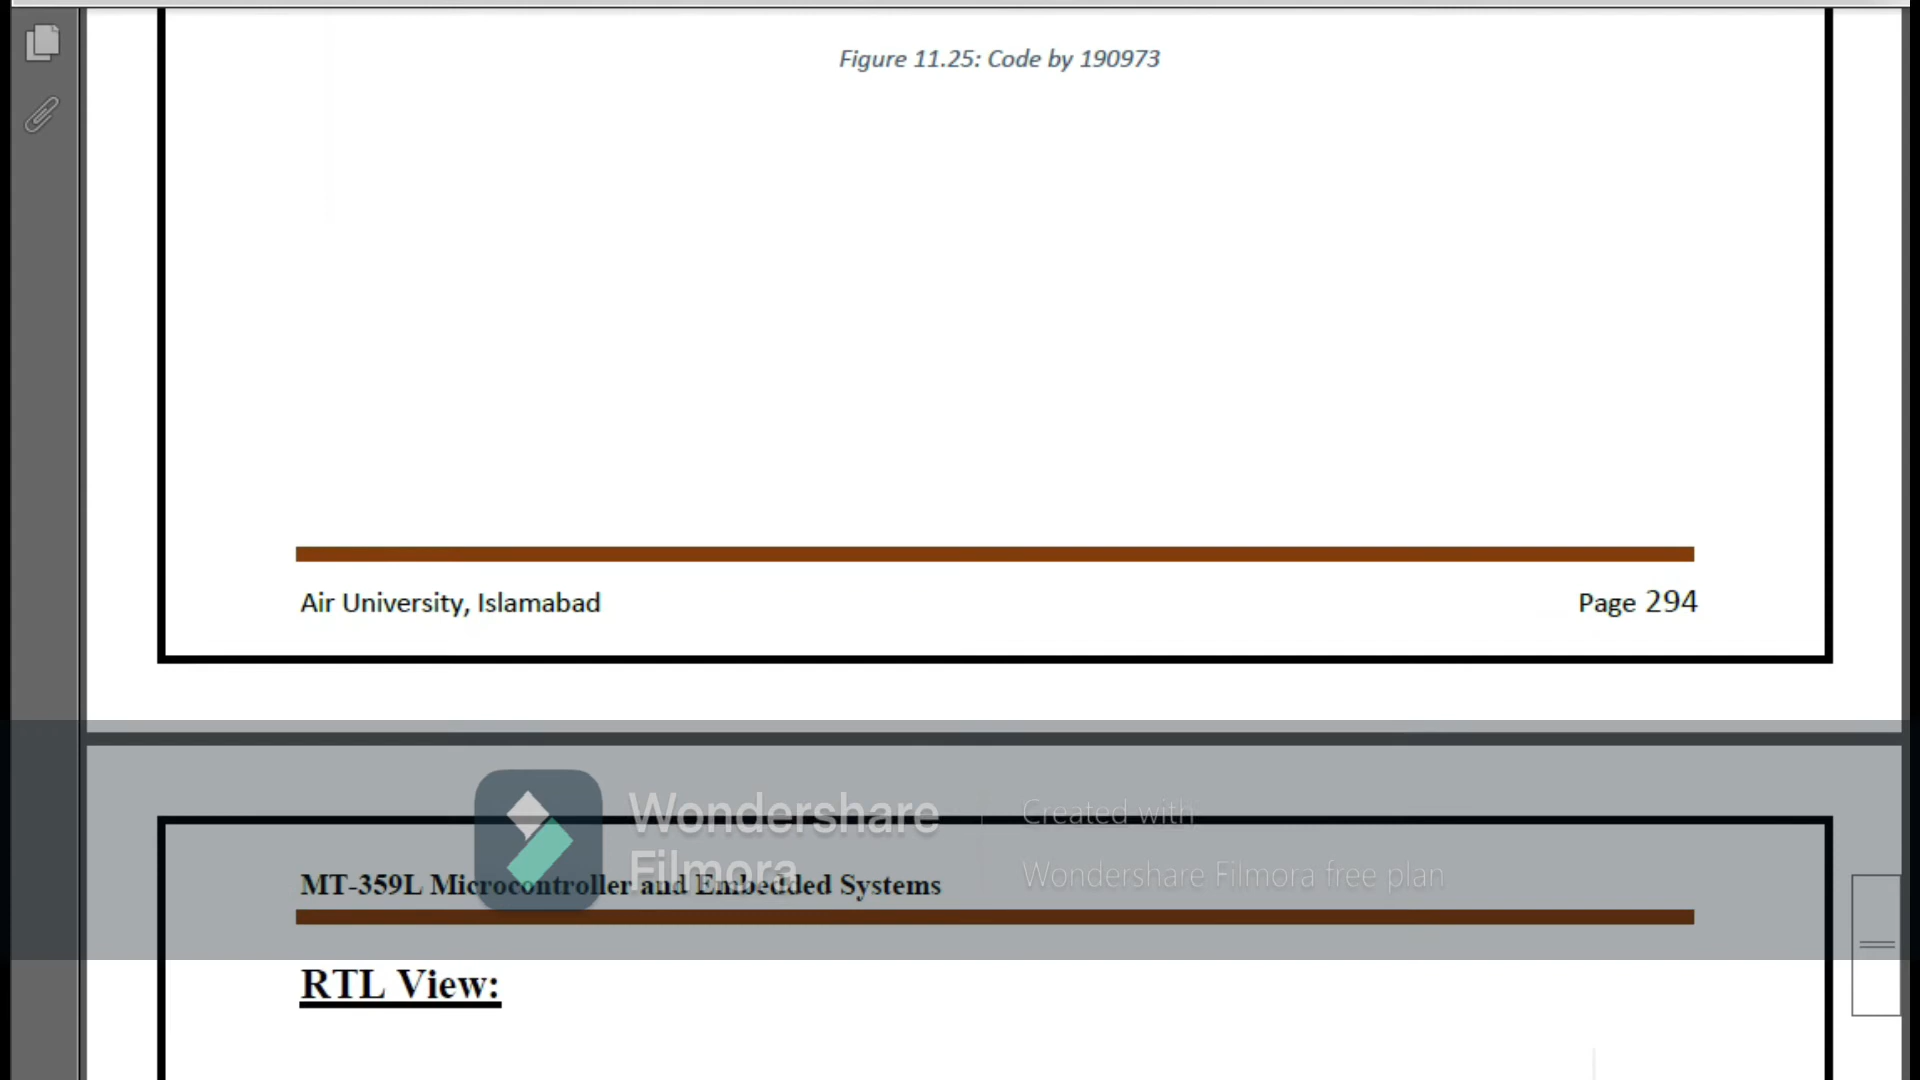 Figure 11.25: Code by 190973
Air University, Islamabad
Page 294
Wondershare
Filmora
Created with
Wondershare Filmora free plan
MT-359L Microcontroller and Embedded Systems
RTL View: